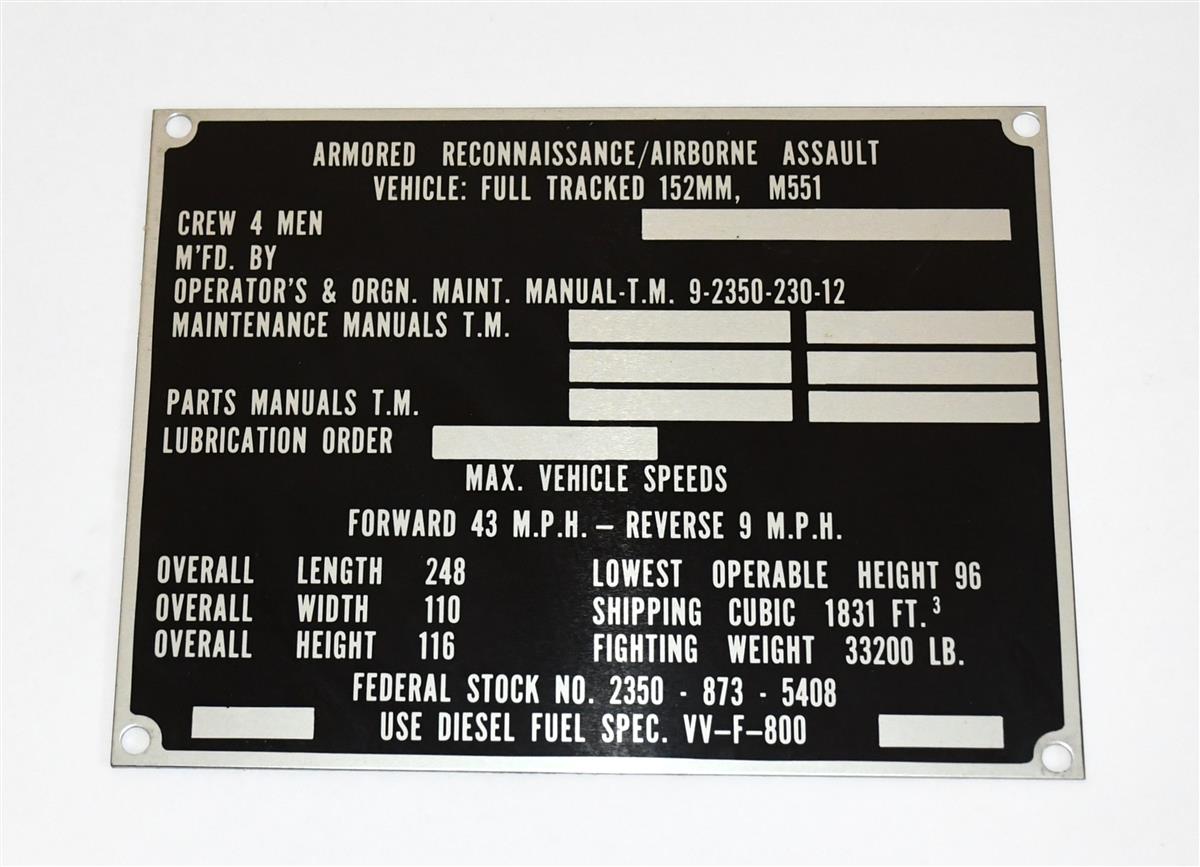 ARMORED RECONNAISSANCE/AIRBORNE ASSAULT
VEHICLE: FULL TRACKED 152MM, M551
CREW 4 MEN
M'FD. BY
OPERATOR'S & ORGN. MAINT. MANUAL-T.M. 9-2350-230-12
MAINTENANCE MANUALS T.M.
PARTS MANUALS T.M.
LUBRICATION ORDER
MAX. VEHICLE SPEEDS
FORWARD 43 M.P.H. – REVERSE 9 M.P.H.
OVERALL LENGTH 248 LOWEST OPERABLE HEIGHT 96
OVERALL WIDTH 110 SHIPPING CUBIC 1831 FT.³
OVERALL HEIGHT 116 FIGHTING WEIGHT 33200 LB.
FEDERAL STOCK NO. 2350 - 873 - 5408
USE DIESEL FUEL SPEC. VV–F–800